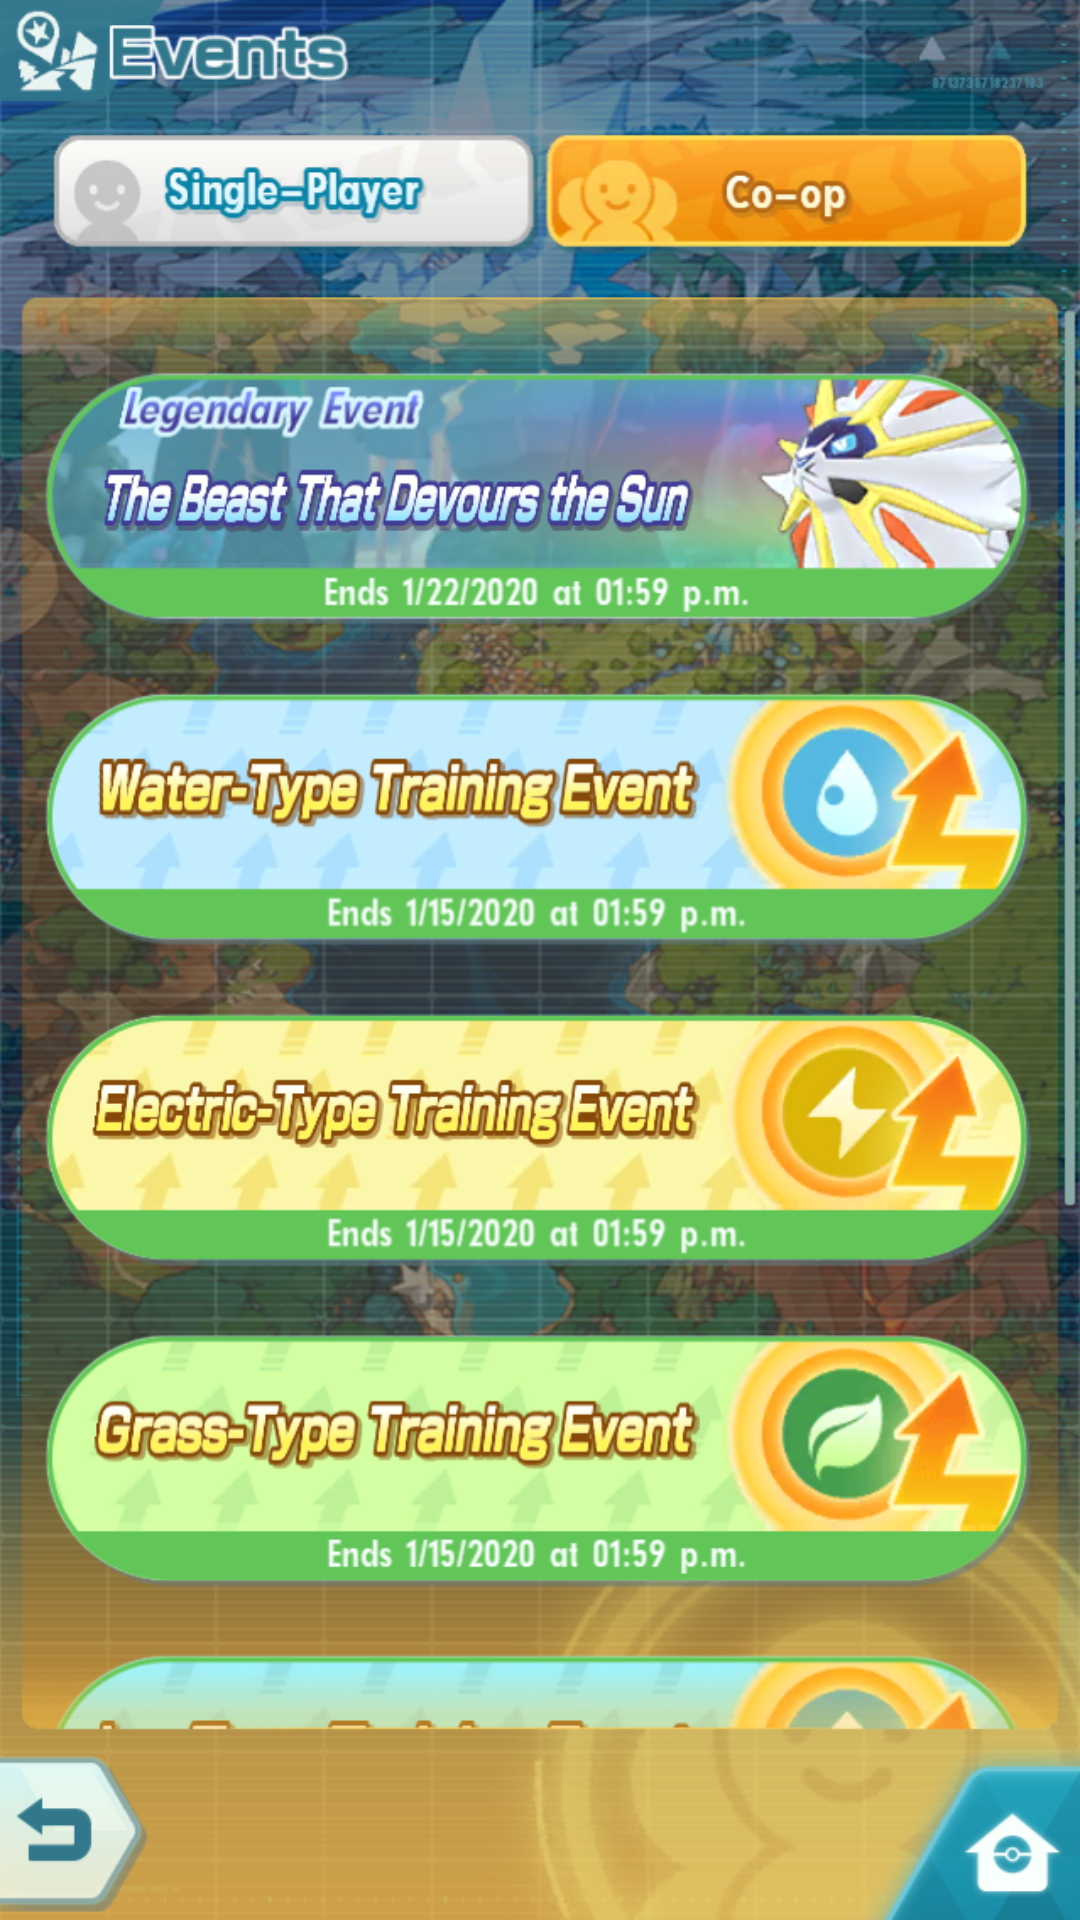 Events
Single-Player
Co-op
Legendary Event
The Beast That Devours the Sun
Ends 1/22/2020 at 01:59 p.m.
Water-Type Training Event
Ends 1/15/2020 at 01:59 p.m.
Electric-Type Training Event
Ends 1/15/2020 at 01:59 p.m.
Grass-Type Training Event
Ends 1/15/2020 at 01:59 p.m.